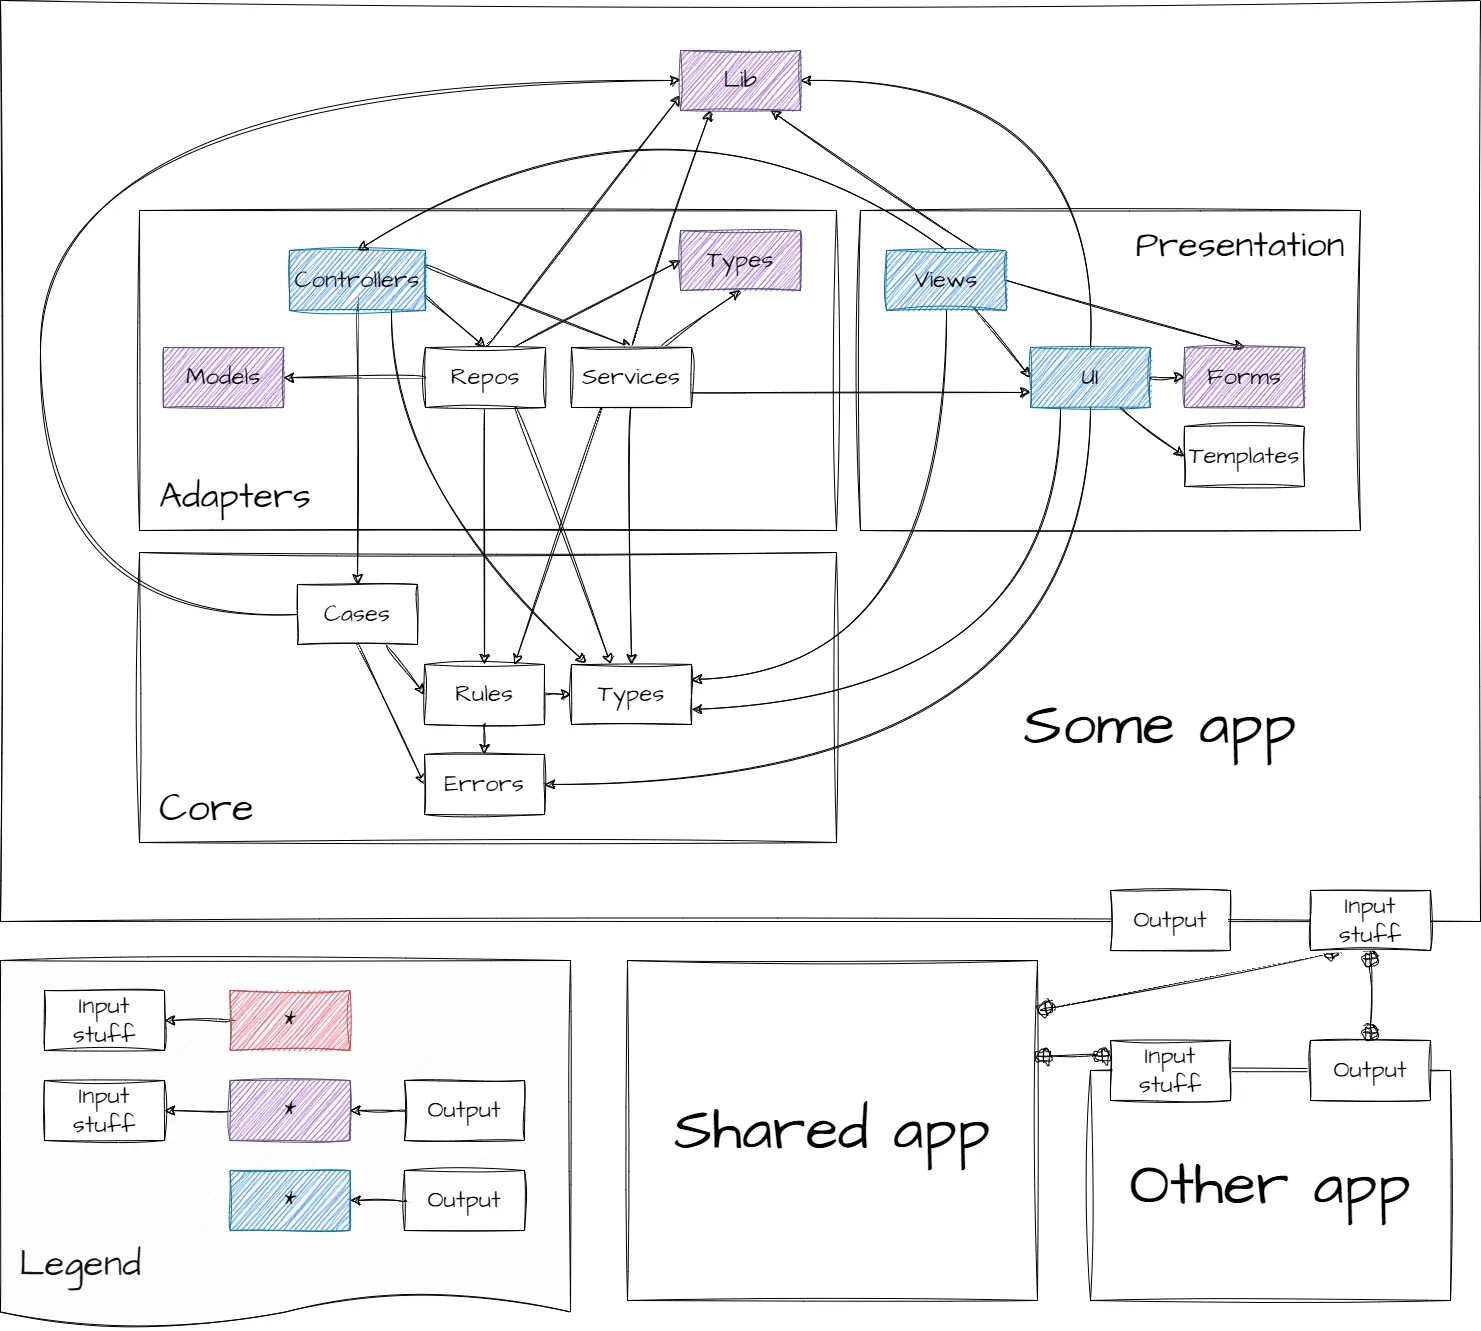 Lib
Presentation
Controllers
Types
Views
Models
Repos
Services
UI
Forms
Templates
Adapters
Cases
Rules
Types
Errors
Core
Some app
Output
Input
stuff
Input
stuff
*
Input
stuff
*
Output
*
Output
Legend
Shared app
Input
stuff
Output
Other app